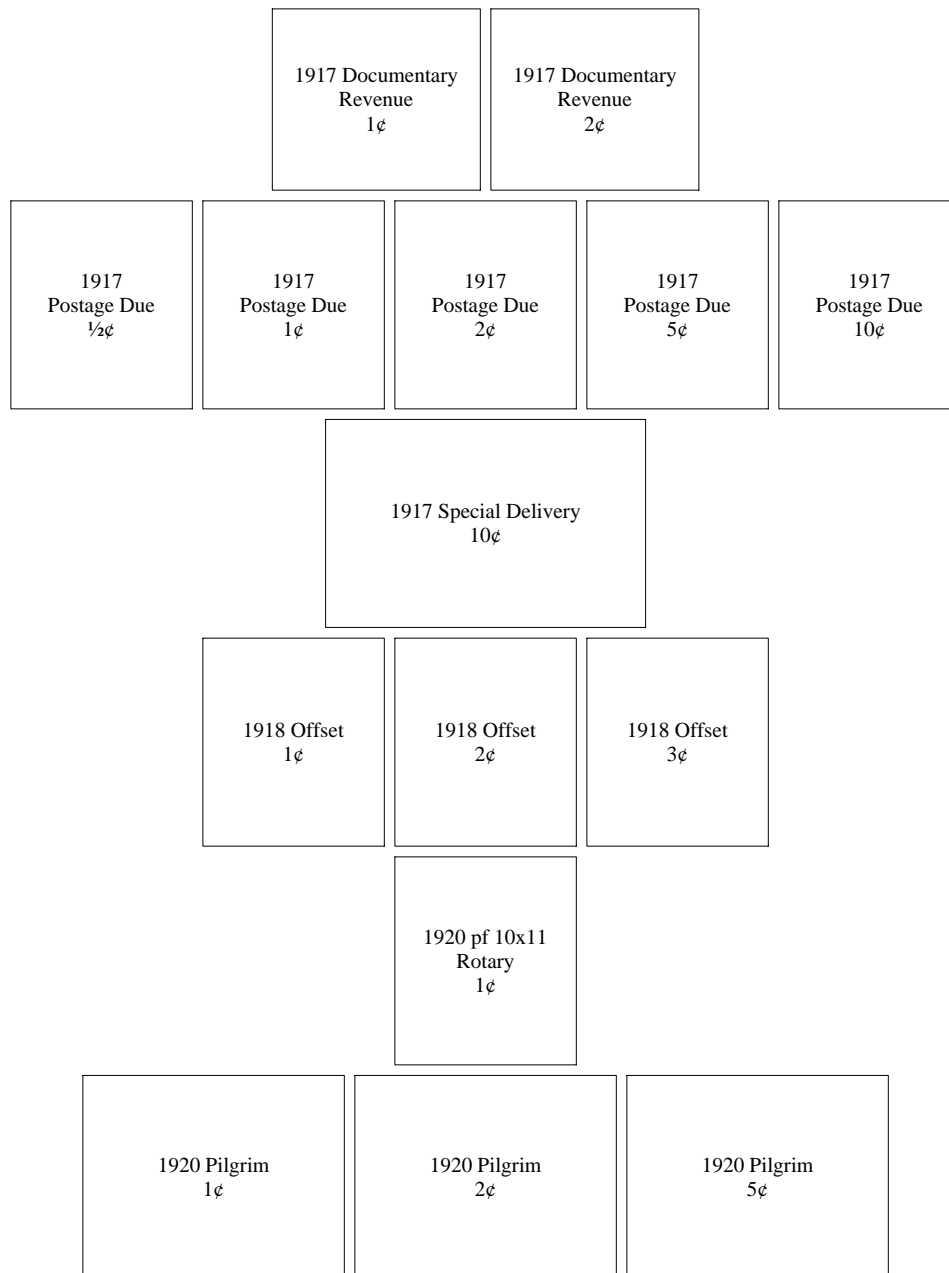 1917 Documentary
Revenue
1¢
1917 Documentary
Revenue
2¢
1917
Postage Due
½¢
1917
Postage Due
1¢
1917
Postage Due
2¢
1917
Postage Due
5¢
1917
Postage Due
10¢
1917 Special Delivery
10¢
1918 Offset
1¢
1918 Offset
2¢
1918 Offset
3¢
1920 pf 10x11
Rotary
1¢
1920 Pilgrim
1¢
1920 Pilgrim
2¢
1920 Pilgrim
5¢